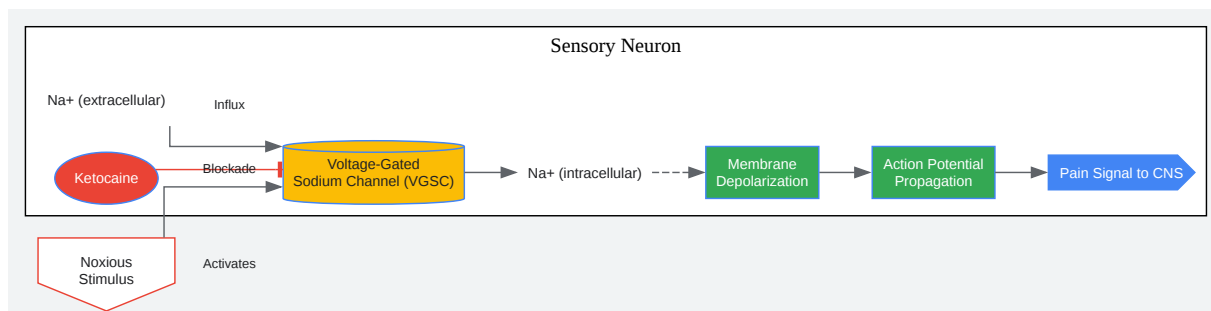 Sensory Neuron
Na+ (extracellular)
Influx
Ketocaine
Blockade
Voltage-Gated
Sodium Channel (VGSC)
Na+ (intracellular)
Membrane
Depolarization
Action Potential
Propagation
Pain Signal to CNS
Noxious
Stimulus
Activates